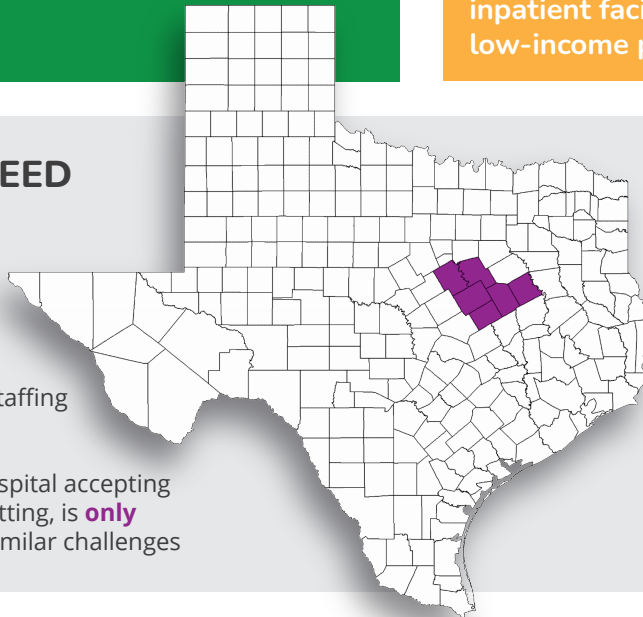 inpatient faci
low-income p
EED
taffing
spital accepting
tting, is only
milar challenges